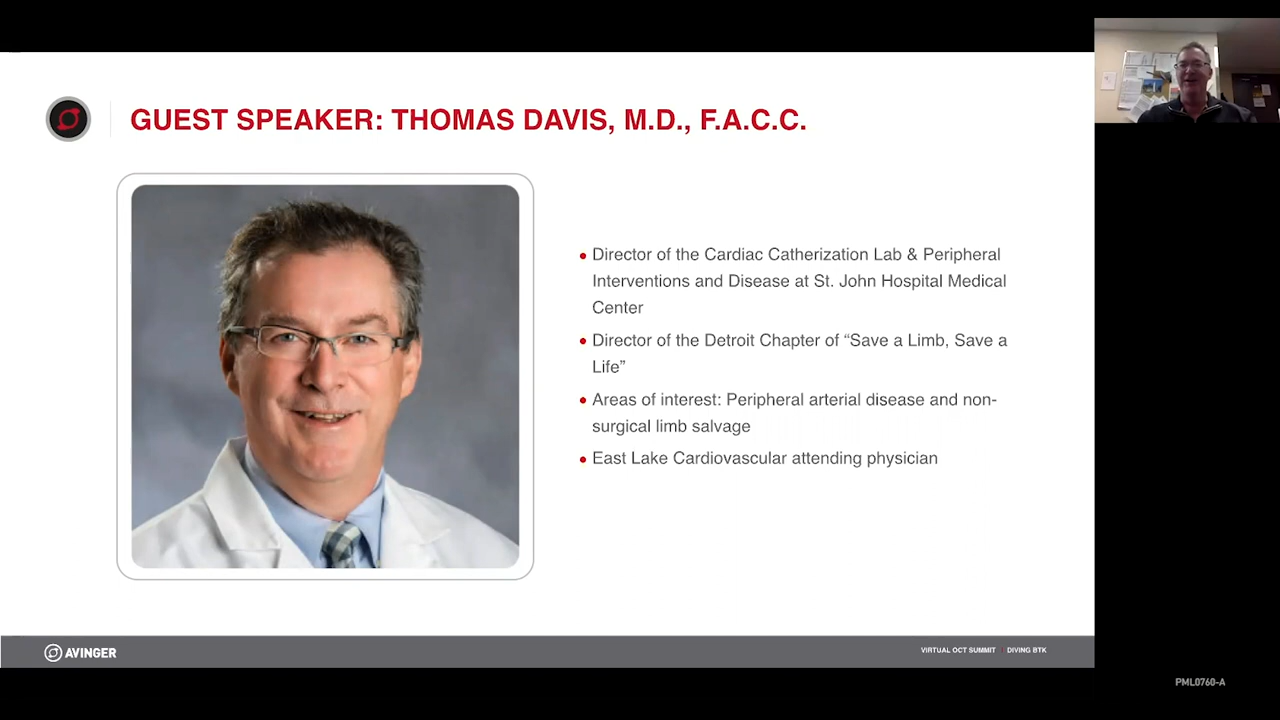 GUEST SPEAKER: THOMAS DAVIS, M.D., F.A.C.C.
Director of the Cardiac Catherization Lab & Peripheral
Interventions and Disease at St. John Hospital Medical
Center
Director of the Detroit Chapter of “Save a Limb, Save a
Life”
Areas of interest: Peripheral arterial disease and non-
surgical limb salvage
East Lake Cardiovascular attending physician
AVINGER
VIRTUAL OCT SUMMIT | DIVING BTK
PML0760-A